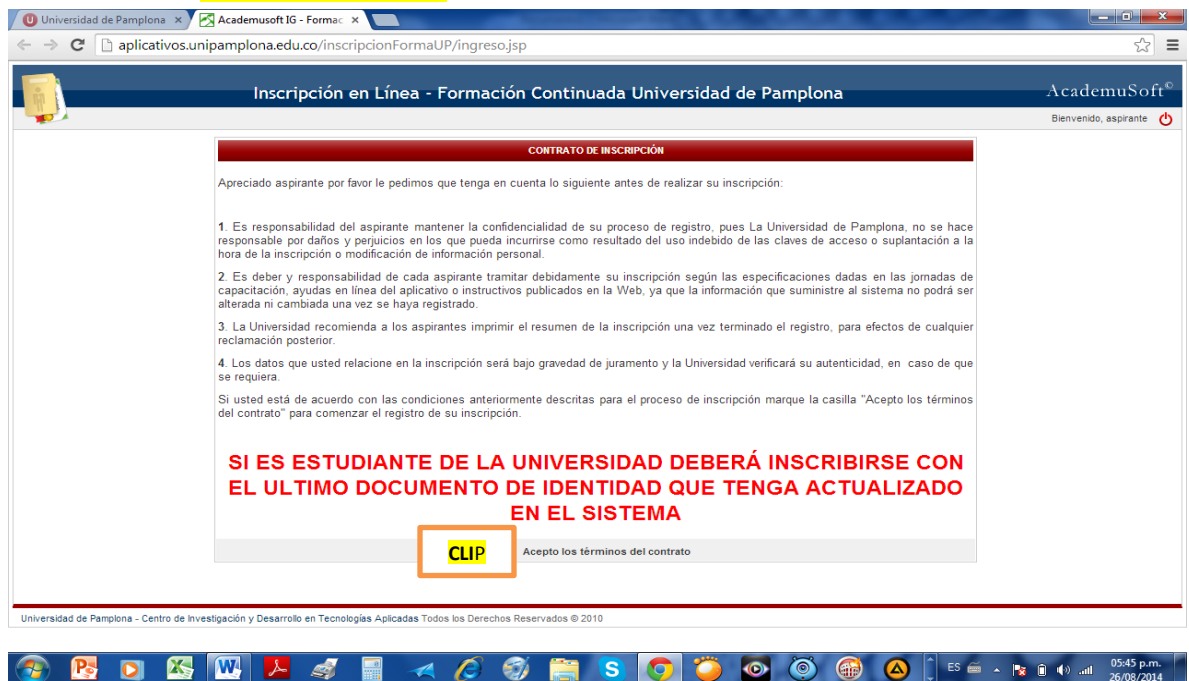 Universidad de Pamplona
Academusoft IG - Formac
aplicativos.unipamplona.edu.co/inscripcionFormaUP/ingreso.jsp
Inscripción en Línea - Formación Continuada Universidad de Pamplona
AcademuSoft©
Bienvenido, aspirante
CONTRATO DE INSCRIPCIÓN
Apreciado aspirante por favor le pedimos que tenga en cuenta lo siguiente antes de realizar su inscripción:
1. Es responsabilidad del aspirante mantener la confidencialidad de su proceso de registro, pues La Universidad de Pamplona, no se hace
responsable por daños y perjuicios en los que pueda incurrirse como resultado del uso indebido de las claves de acceso o suplantación a la
hora de la inscripción o modificación de información personal.
2. Es deber y responsabilidad de cada aspirante tramitar debidamente su inscripción según las especificaciones dadas en las jornadas de
capacitación, ayudas en línea del aplicativo o instructivos publicados en la Web, ya que la información que suministre al sistema no podrá ser
alterada ni cambiada una vez se haya registrado.
3. La Universidad recomienda a los aspirantes imprimir el resumen de la inscripción una vez terminado el registro, para efectos de cualquier
reclamación posterior.
4. Los datos que usted relacione en la inscripción será bajo gravedad de juramento y la Universidad verificará su autenticidad, en caso de que
se requiera.
Si usted está de acuerdo con las condiciones anteriormente descritas para el proceso de inscripción marque la casilla "Acepto los términos
del contrato" para comenzar el registro de su inscripción.
SI ES ESTUDIANTE DE LA UNIVERSIDAD DEBERÁ INSCRIBIRSE CON
EL ULTIMO DOCUMENTO DE IDENTIDAD QUE TENGA ACTUALIZADO
EN EL SISTEMA
CLIP
Acepto los términos del contrato
Universidad de Pamplona - Centro de Investigación y Desarrollo en Tecnologías Aplicadas Todos los Derechos Reservados © 2010
ES
05:45 p.m.
26/08/2014